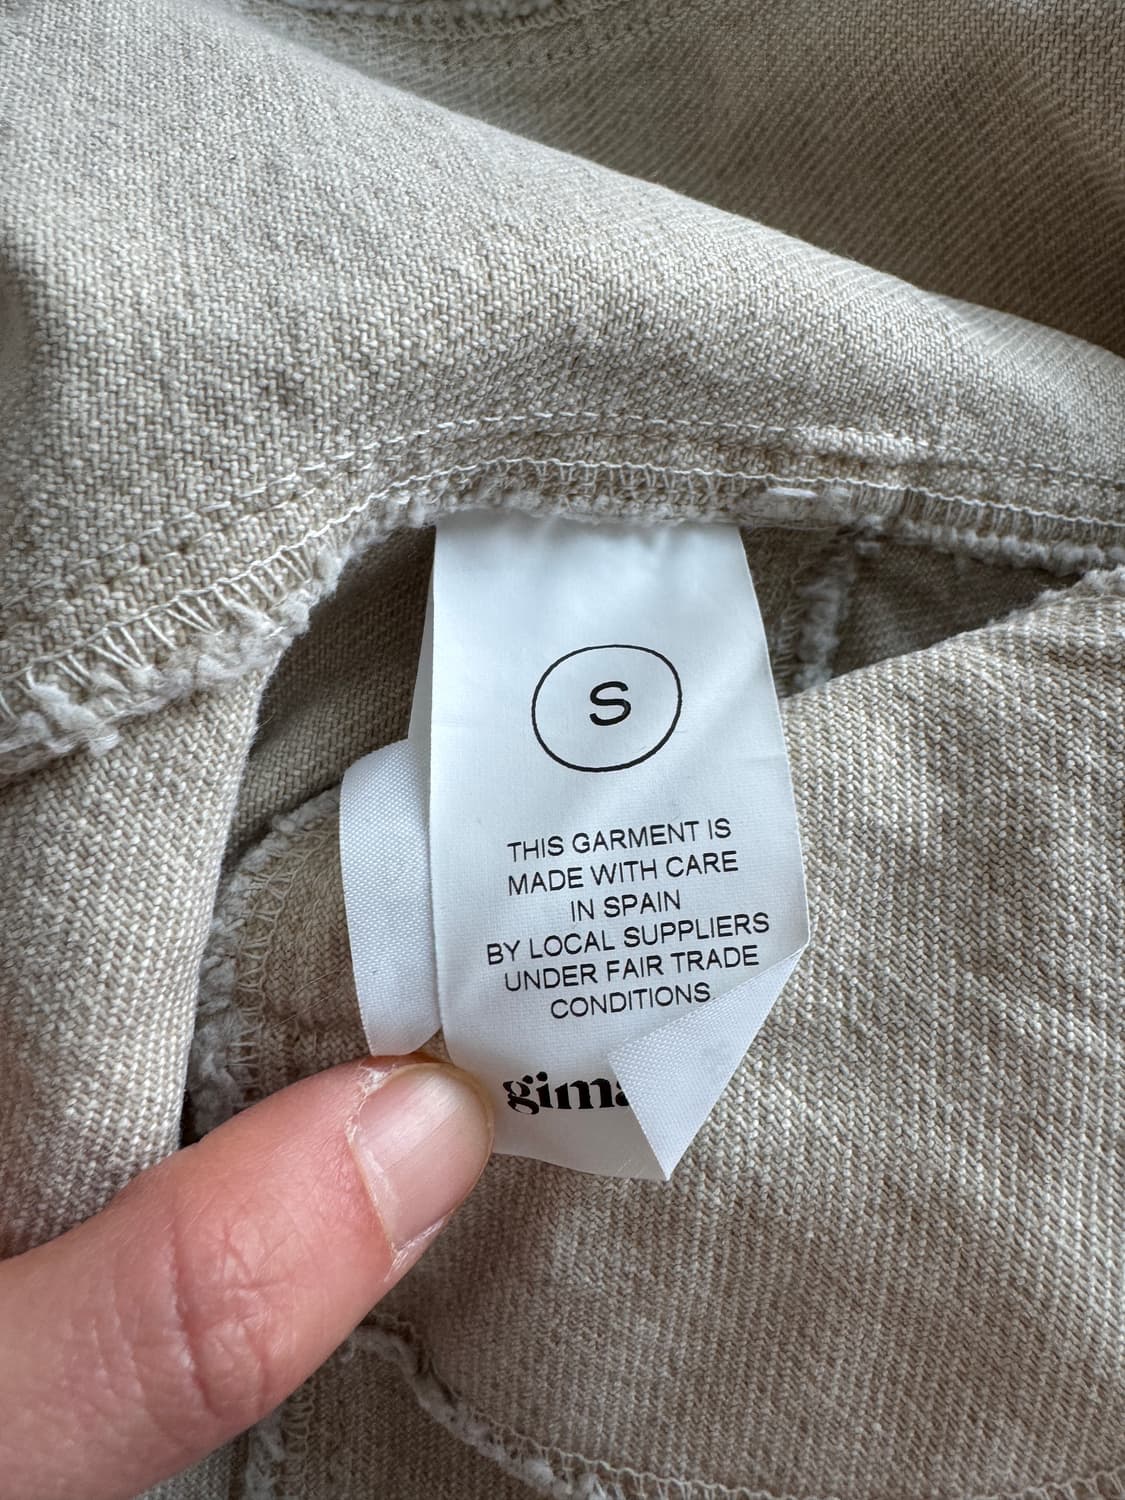 S
THIS GARMENT IS
MADE WITH CARE
IN SPAIN
BY LOCAL SUPPLIERS
UNDER FAIR TRADE
CONDITIONS